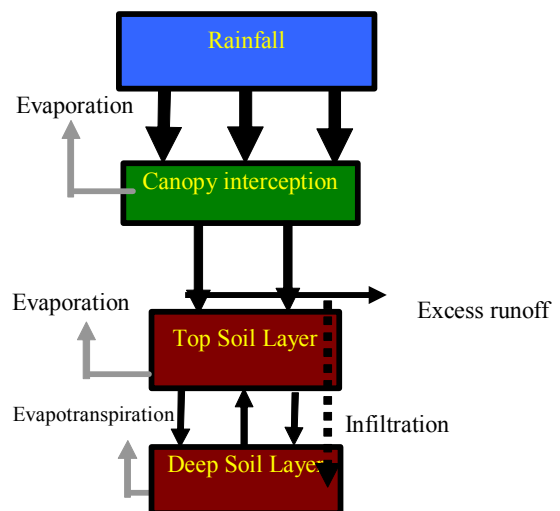 Rainfall
Evaporation
Canopy interception
Evaporation
Excess runoff
Top Soil Layer
Evapotranspiration
Infiltration
Deep Soil Layer